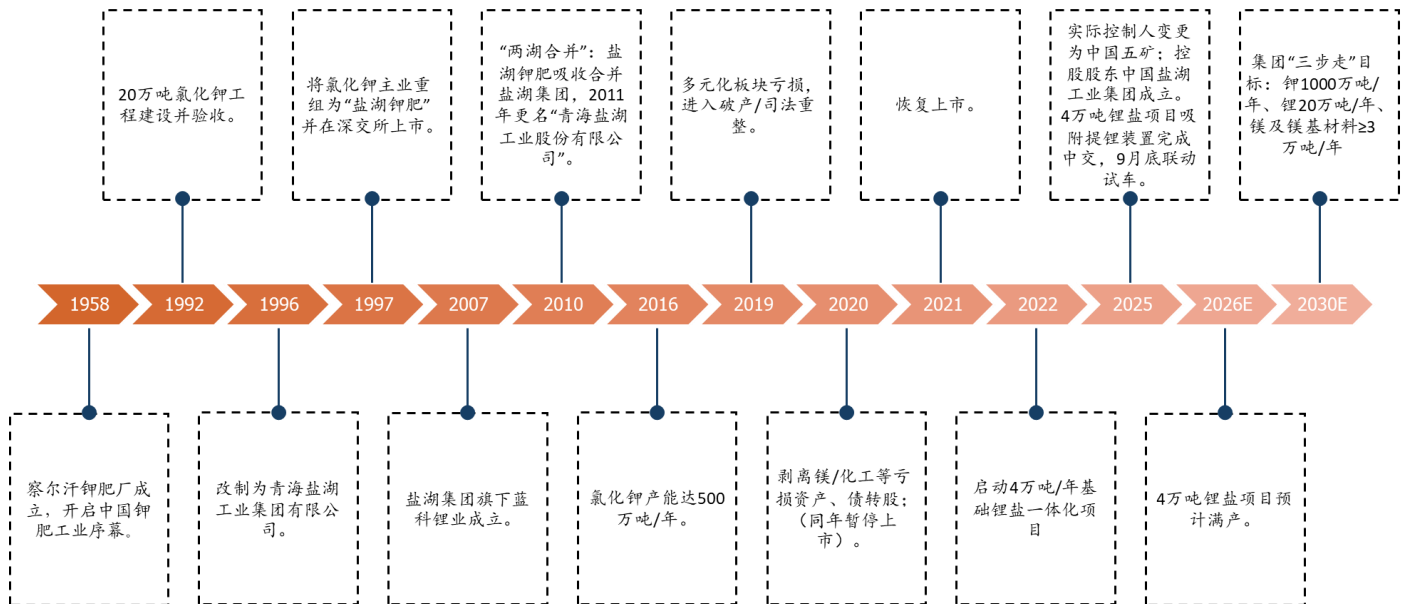 20万吨氯化钾工
程建设并验收。
将氯化钾主业重
组为“盐湖钾肥”
并在深交所上市。
“两湖合并”：盐
湖钾肥吸收合并
盐湖集团，2011
年更名“青海盐湖
工业股份有限公
司”。
多元化板块亏损，
进入破产/司法重
整。
恢复上市。
实际控制人变更
为中国五矿；控
股股东中国盐湖
工业集团成立。
4万吨锂盐项目吸
附提锂装置完成
中交，9月底联动
试车。
集团“三步走”目
标：钾1000万吨/
年、锂20万吨/年、
镁及镁基材料≥3
万吨/年
1958
1992
1996
1997
2007
2010
2016
2019
2020
2021
2022
2025
2026E
2030E
察尔汗钾肥厂成
立，开启中国钾
肥工业序幕。
改制为青海盐湖
工业集团有限公
司。
盐湖集团旗下蓝
科锂业成立。
氯化钾产能达500
万吨/年。
剥离镁/化工等亏
损资产、债转股；
（同年暂停上
市）。
启动4万吨/年基
础锂盐一体化项
目
4万吨锂盐项目预
计满产。